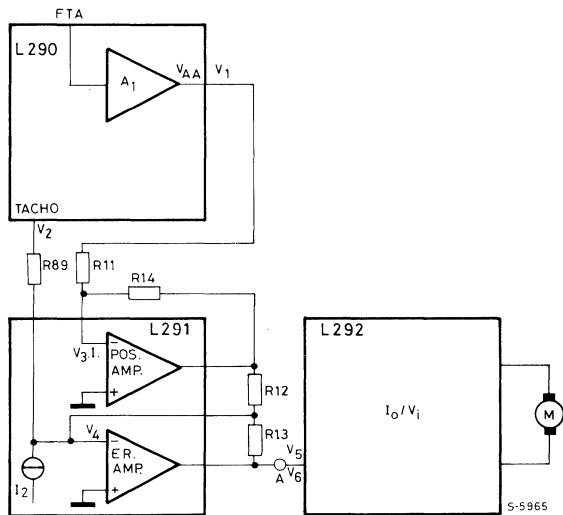 FTA
L290
A1
VAA
V1
TACHO
V2
R89
R11
R14
L291
L292
V3.I.
-
POS.
AMP.
+
R12
V4
R13
-
ER.
AMP.
+
I2
A
V5
V6
Io/Vi
M
S-5965